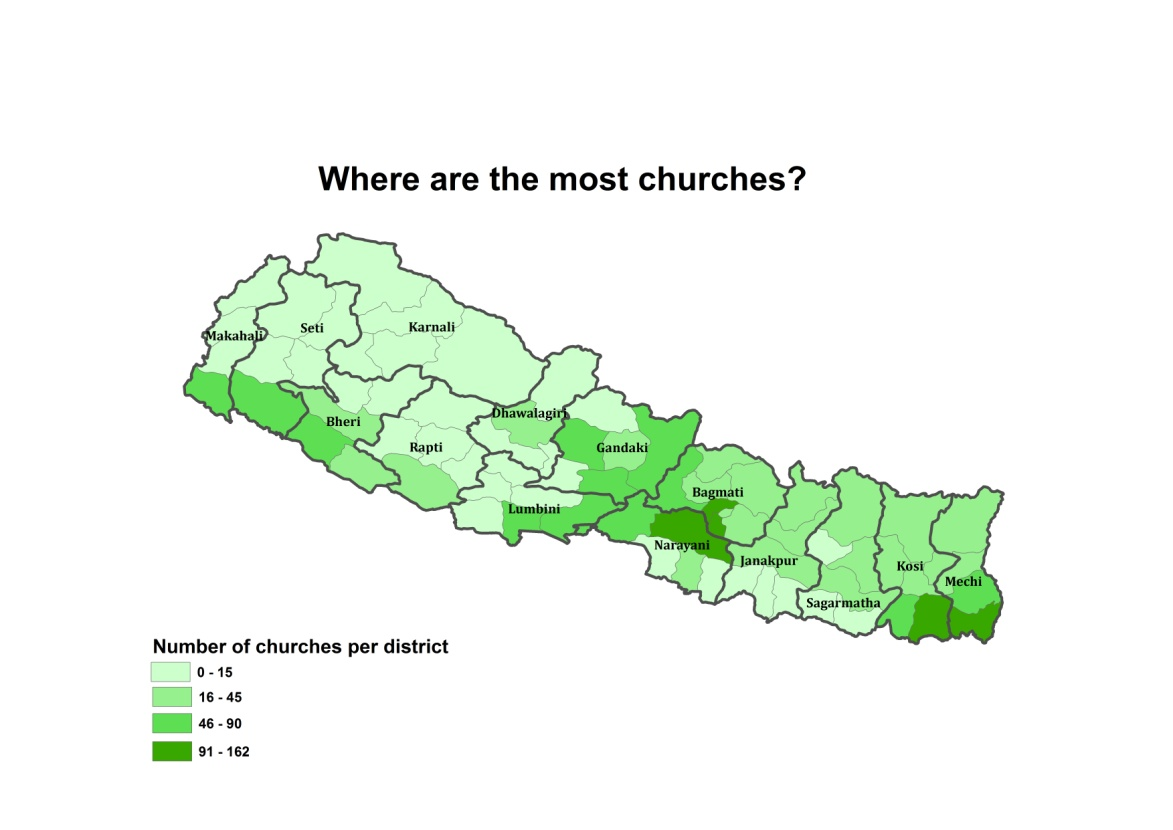 Where are the most churches?
Makahali
Seti
Karnali
Bheri
Dhawalagiri
Rapti
Gandaki
Bagmati
Lumbini
Narayani
Janakpur
Kosi
Mechi
Sagarmatha
Number of churches per district
0 - 15
16 - 45
46 - 90
91 - 162